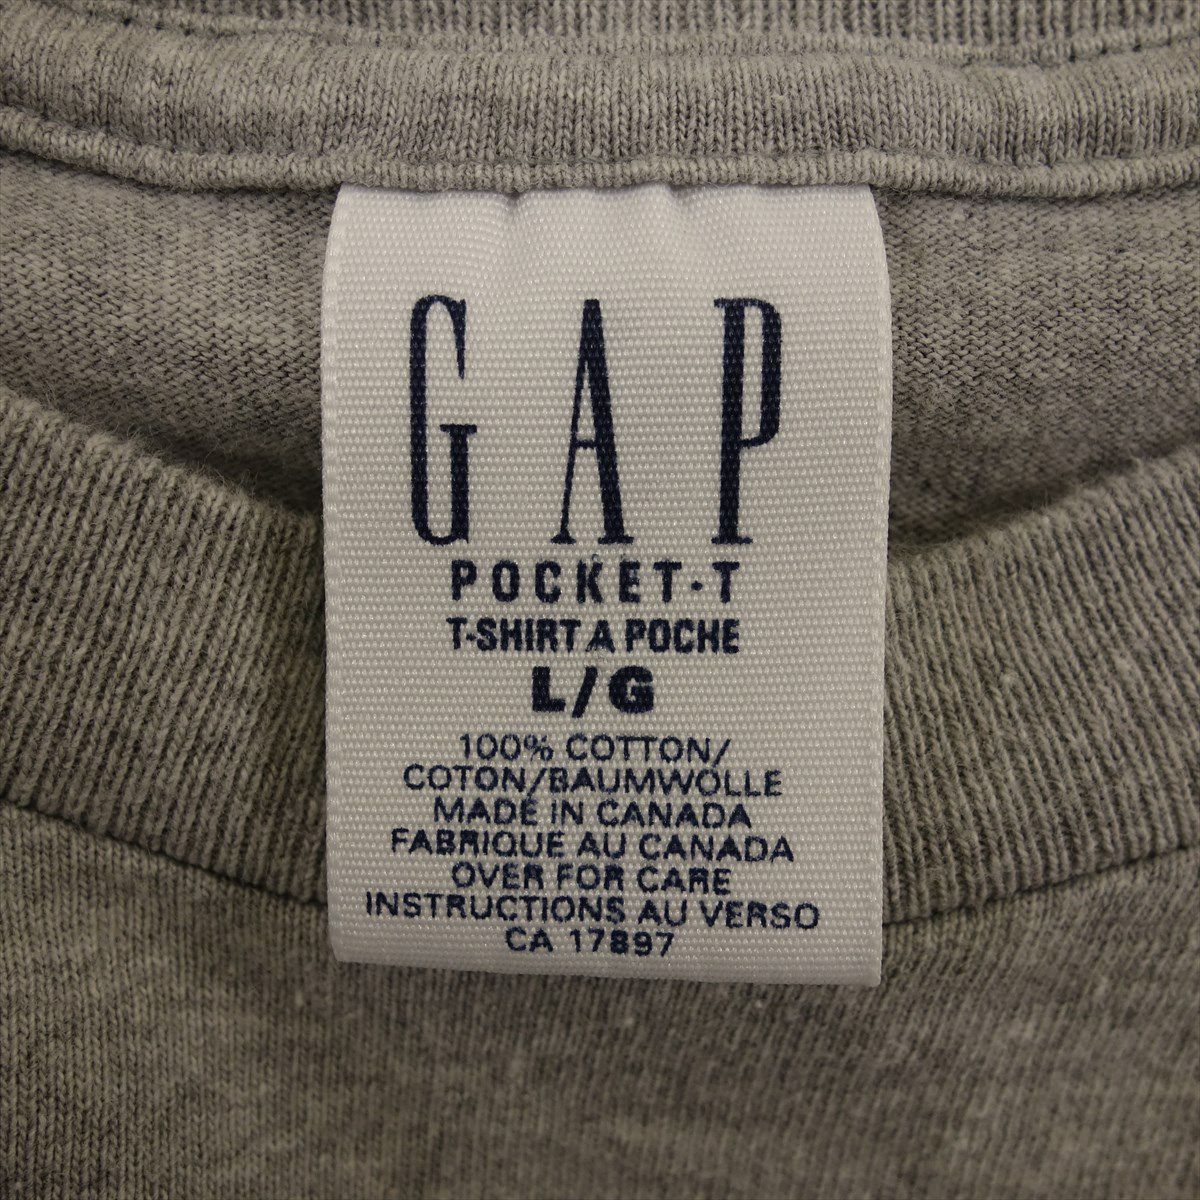 GAP
POCKET·T
T-SHIRT A POCHE
L/G
100% COTTON/
COTON/BAUMWOLLE
MADE IN CANADA
FABRIQUE AU CANADA
OVER FOR CARE
INSTRUCTIONS AU VERSO
CA 17897